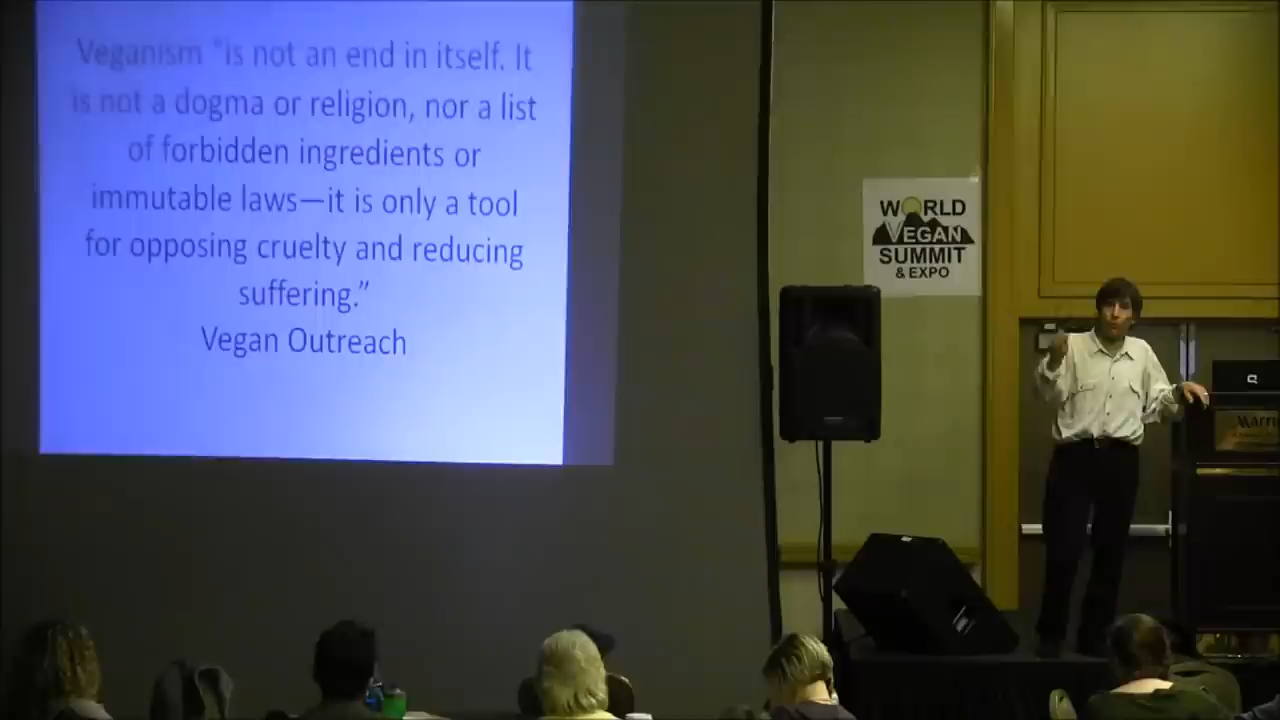 Veganism "is not an end in itself. It
is not a dogma or religion, nor a list
of forbidden ingredients or
immutable laws—it is only a tool
for opposing cruelty and reducing
suffering.”
Vegan Outreach
WORLD
VEGAN
SUMMIT
& EXPO